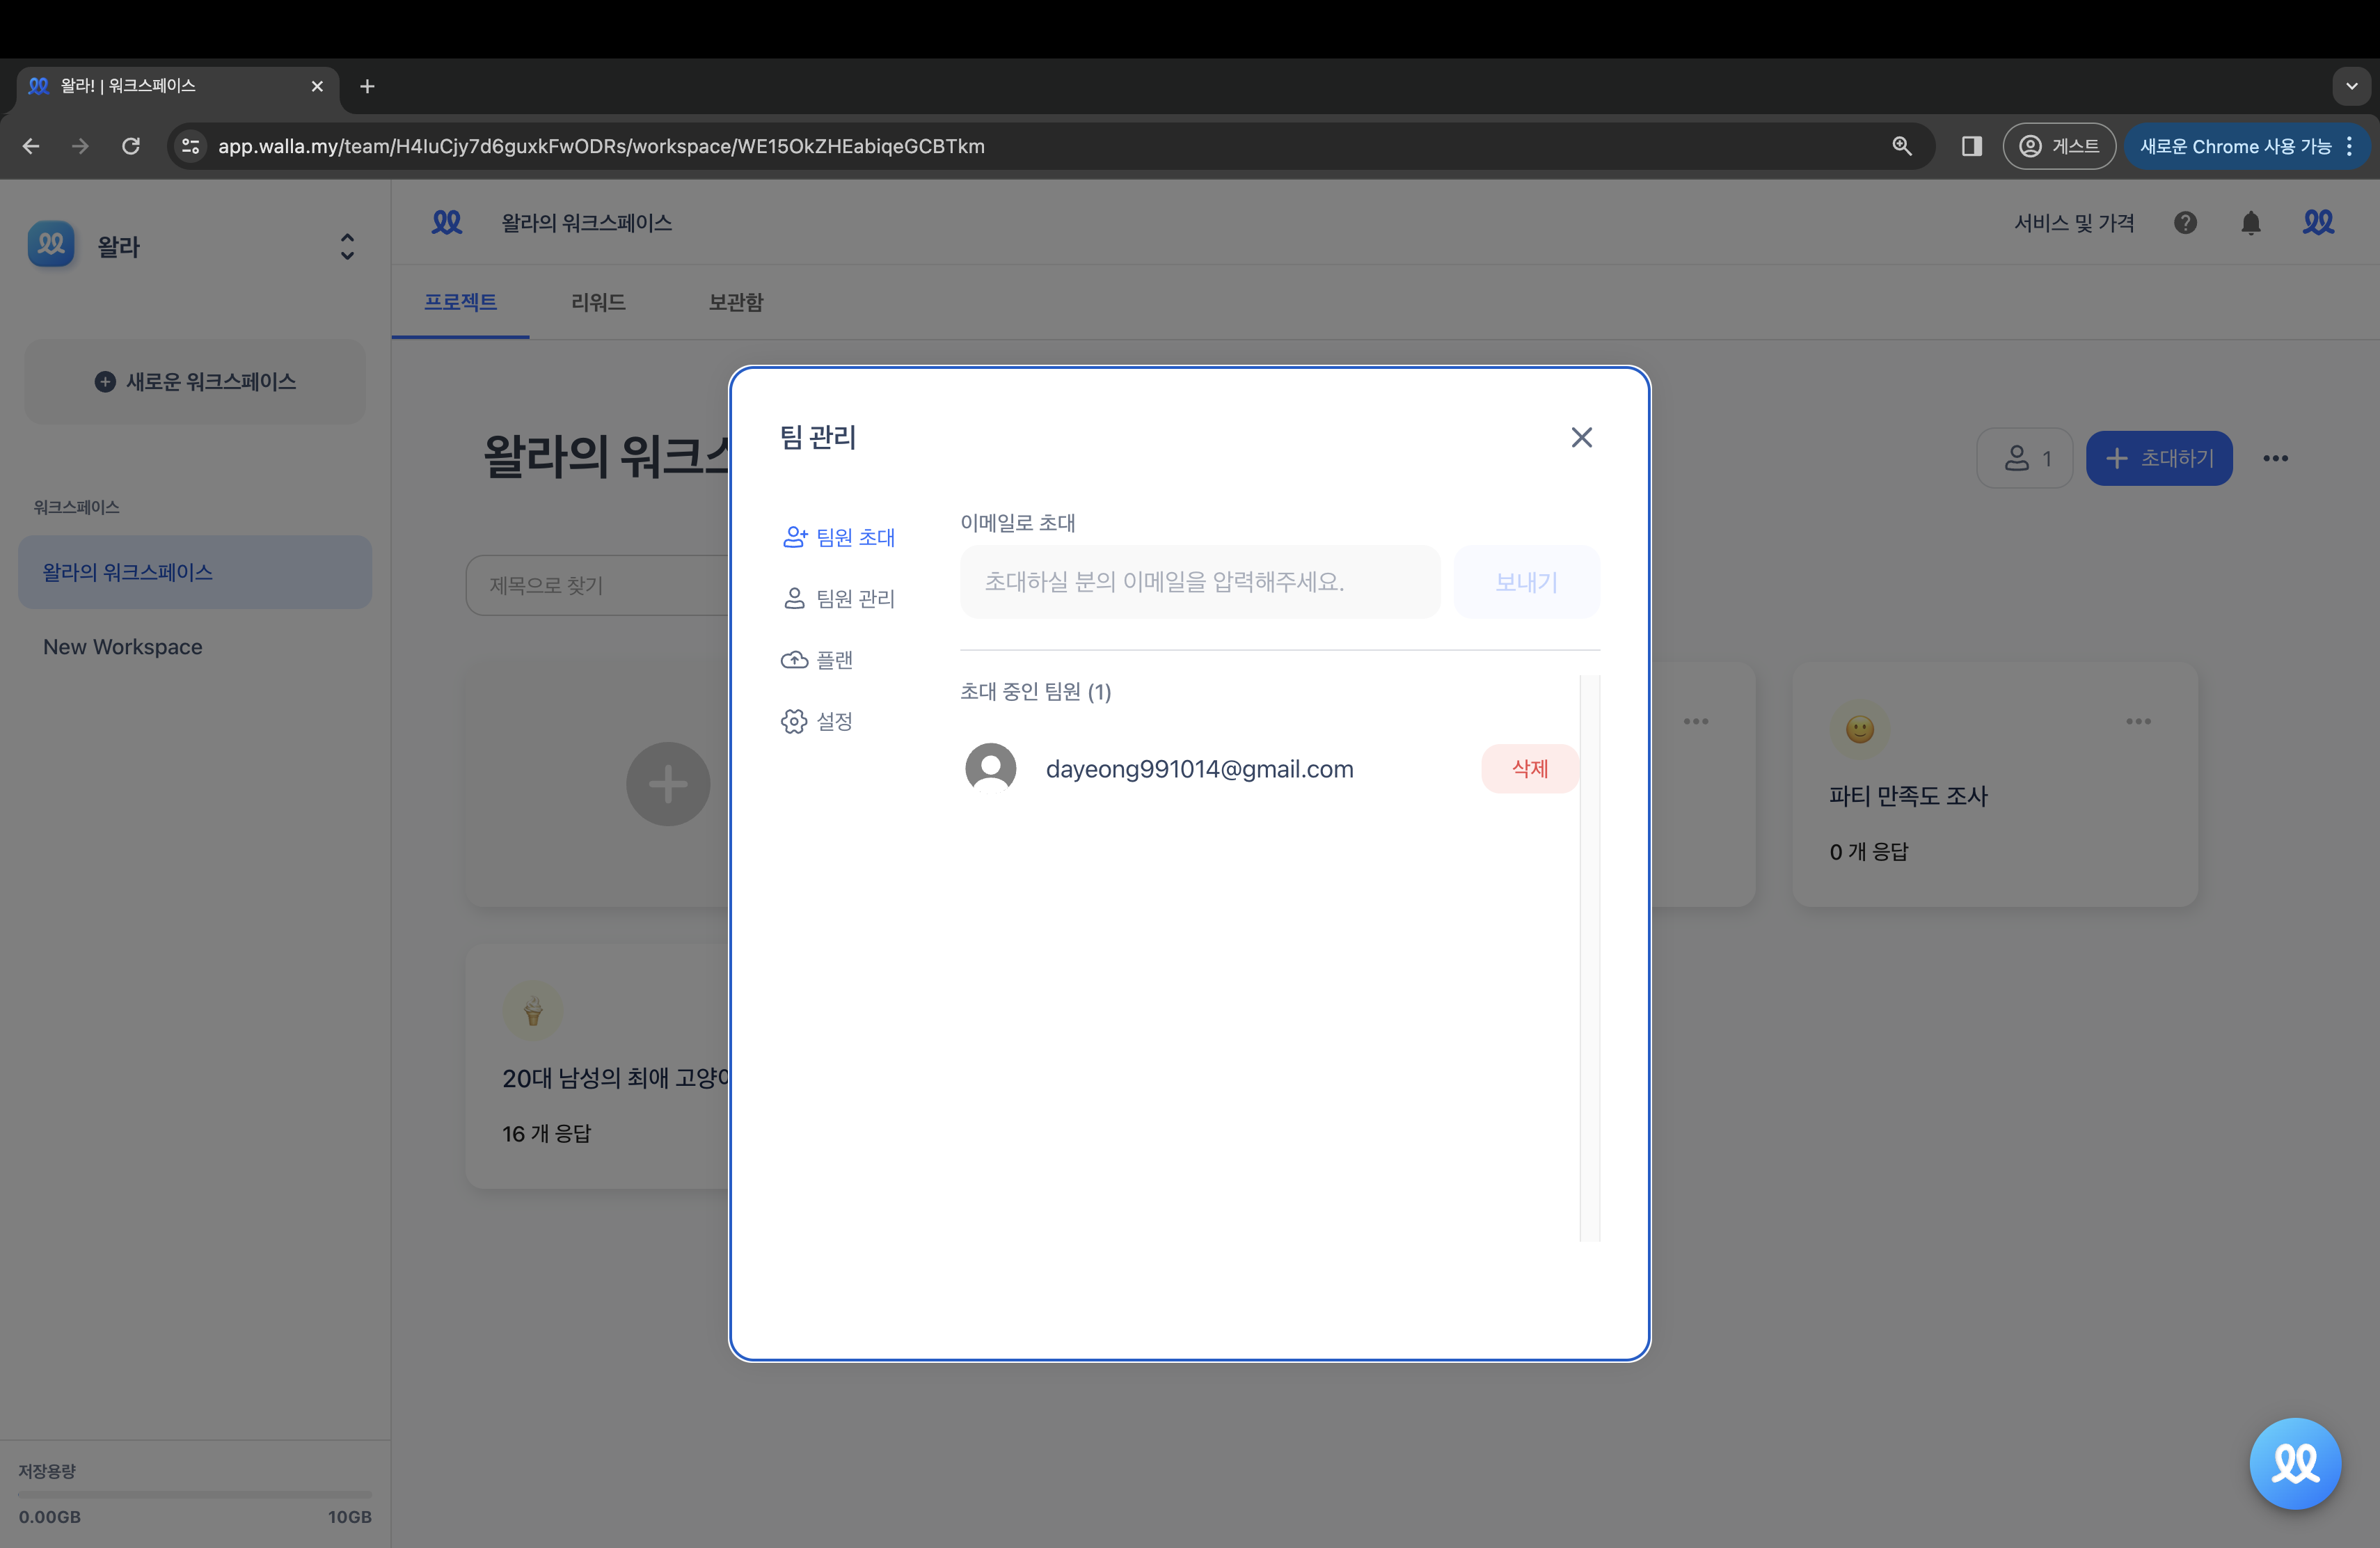 왈라! | 워크스페이스
app.walla.my/team/H4IuCjy7d6guxkFwODRs/workspace/WE15OkZHEabiqeGCBTkm
게스트
새로운 Chrome 사용 가능
왈라
왈라의 워크스페이스
서비스 및 가격
프로젝트
리워드
보관함
새로운 워크스페이스
왈라의 워크스
1
초대하기
워크스페이스
왈라의 워크스페이스
New Workspace
제목으로 찾기
팀 관리
팀원 초대
팀원 관리
플랜
설정
이메일로 초대
초대하실 분의 이메일을 압력해주세요.
보내기
초대 중인 팀원 (1)
dayeong991014@gmail.com
삭제
파티 만족도 조사
0 개 응답
20대 남성의 최애 고양이
16 개 응답
저장용량
0.00GB
10GB